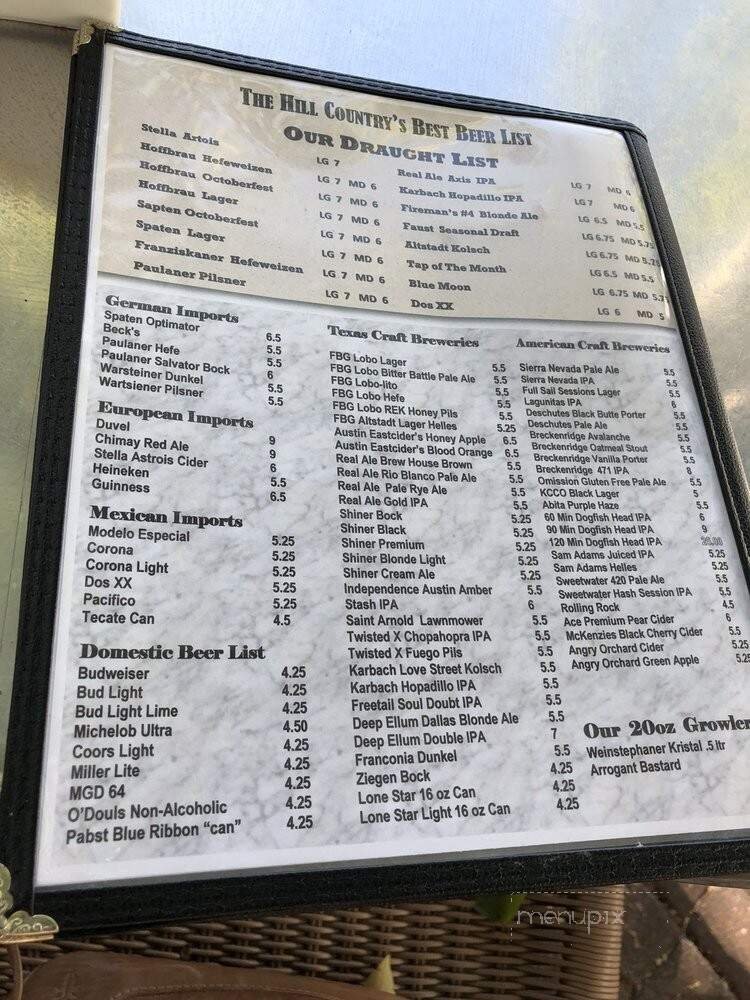 THE HILL COUNTRY'S BEST BEER LIST
OUR DRAUGHT LIST
Stella Artois LG 7
Hoffbrau Hefeweizen LG 7 MD 6
Hoffbrau Octoberfest LG 7 MD 6
Hoffbrau Lager LG 7 MD 6
Sapten Octoberfest LG 7 MD 6
Spaten Lager LG 7 MD 6
Franziskaner Hefeweizen
Paulaner Pilsner LG 7 MD 6
Real Ale Axis IPA LG 7 MD 6
Karbach Hopadillo IPA LG 7 MD 6
Fireman's #4 Blonde Ale LG 6.5 MD 5.5
Faust Seasonal Draft LG 6.75 MD 5.75
Altstadt Kolsch LG 6.75
Tap of The Month LG 6.5 MD 5.5
Blue Moon LG 6.75
Dos XX LG 6 MD 5
German Imports
Spaten Optimator 6.5
Beck's 5.5
Paulaner Hefe 5.5
Paulaner Salvator Bock 6
Warsteiner Dunkel 5.5
Wartsiener Pilsner 5.5
European Imports
Duvel 9
Chimay Red Ale 9
Stella Astrois Cider 6
Heineken 5.5
Guinness 6.5
Mexican Imports
Modelo Especial 5.25
Corona 5.25
Corona Light 5.25
Dos XX 5.25
Pacifico 5.25
Tecate Can 4.5
Domestic Beer List
Budweiser 4.25
Bud Light 4.25
Bud Light Lime 4.25
Michelob Ultra 4.50
Coors Light 4.25
Miller Lite 4.25
MGD 64 4.25
O'Douls Non-Alcoholic 4.25
Pabst Blue Ribbon "can" 4.25
Texas Craft Breweries
FBG Lobo Lager 5.5
FBG Lobo Bitter Battle Pale Ale 5.5
FBG Lobo-lito 5.5
FBG Lobo Hefe 5.5
FBG Lobo REK Honey Pils 5.5
FBG Altstadt Lager Helles 5.25
Austin Eastcider's Honey Apple 6.5
Austin Eastcider's Blood Orange 6.5
Real Ale Brew House Brown 5.5
Real Ale Rio Blanco Pale Ale 5.5
Real Ale Pale Rye Ale 5.5
Real Ale Gold IPA 5.5
Shiner Bock 5.25
Shiner Black 5.25
Shiner Premium 5.25
Shiner Blonde Light 5.25
Shiner Cream Ale 5.25
Independence Austin Amber 5.5
Stash IPA 6
Saint Arnold Lawnmower 5.5
Twisted X Chopahopra IPA 5.5
Twisted X Fuego Pils 5.5
Karbach Love Street Kolsch 5.5
Karbach Hopadillo IPA 5.5
Freetail Soul Doubt IPA 5.5
Deep Ellum Dallas Blonde Ale 5.5
Deep Ellum Double IPA 7
Franconia Dunkel 5.5
Ziegen Bock 4.25
Lone Star 16 oz Can 4.25
Lone Star Light 16 oz Can 4.25
American Craft Breweries
Sierra Nevada Pale Ale 5.5
Sierra Nevada IPA 5.5
Full Sail Sessions Lager 5.5
Lagunitas IPA 6
Deschutes Black Butte Porter 5.5
Deschutes Pale Ale 5.5
Breckenridge Avalanche 5.5
Breckenridge Oatmeal Stout 5.5
Breckenridge Vanilla Porter 5.5
Breckenridge 471 IPA 8
Omission Gluten Free Pale Ale 5.5
KCCO Black Lager 5
Abita Purple Haze 5.5
60 Min Dogfish Head IPA 6
90 Min Dogfish Head IPA 9
120 Min Dogfish Head IPA
Sam Adams Juiced IPA 5.25
Sam Adams Helles 5.25
Sweetwater 420 Pale Ale 5.5
Sweetwater Hash Session IPA 5.5
Rolling Rock 4.5
Ace Premium Pear Cider 6
McKenzies Black Cherry Cider 5.5
Angry Orchard Cider 5.25
Angry Orchard Green Apple 5.25
Our 20oz Growler
Weinstephaner Kristal .5 ltr
Arrogant Bastard
menupix